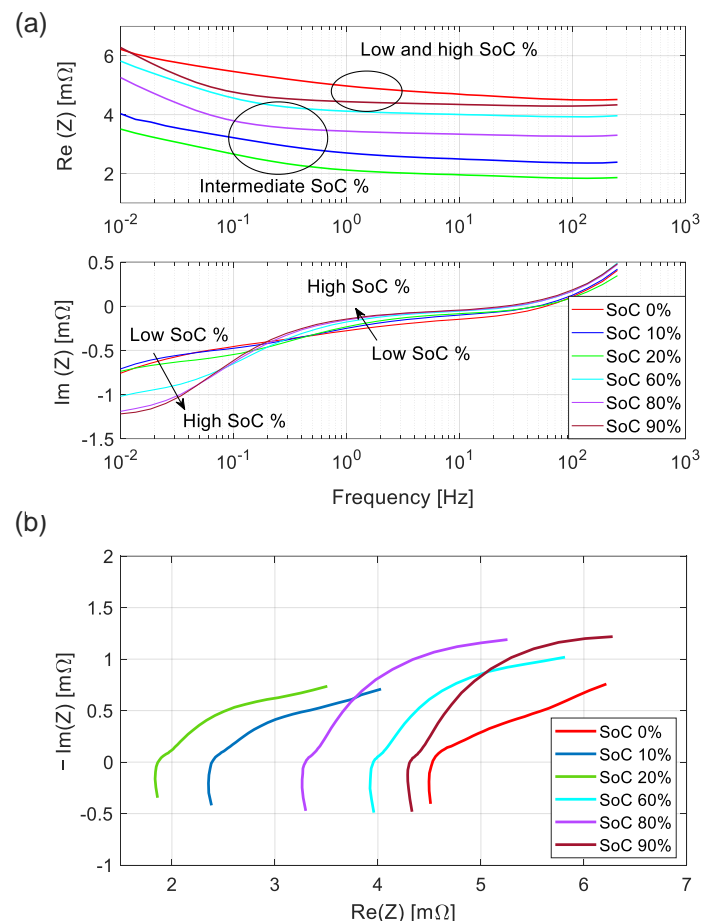 (a)
Re (Z) [mΩ]
6
4
2
Low and high SoC %
Intermediate SoC %
10-2
10-1
100
101
102
103
Im (Z) [mΩ]
0.5
0
-0.5
-1
-1.5
High SoC %
Low SoC %
Low SoC %
High SoC %
SoC 0%
SoC 10%
SoC 20%
SoC 60%
SoC 80%
SoC 90%
10-2
10-1
100
101
102
103
Frequency [Hz]
(b)
− Im(Z) [mΩ]
2
1.5
1
0.5
0
-0.5
-1
SoC 0%
SoC 10%
SoC 20%
SoC 60%
SoC 80%
SoC 90%
2
3
4
5
6
7
Re(Z) [mΩ]